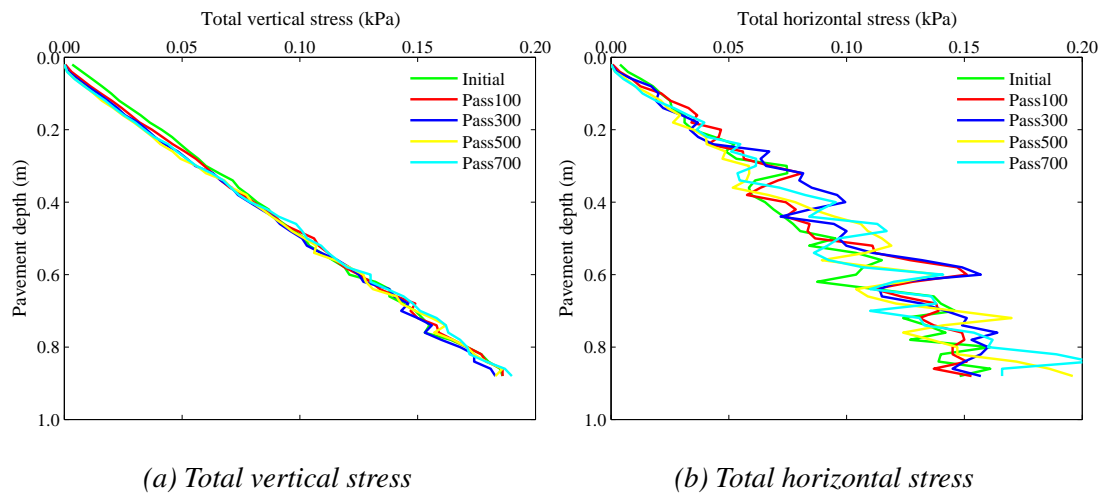 Total vertical stress (kPa)
0.00 0.05 0.10 0.15 0.20
0.0
0.2
0.4
0.6
0.8
1.0
Pavement depth (m)
Initial
Pass100
Pass300
Pass500
Pass700
(a) Total vertical stress
Total horizontal stress (kPa)
0.00 0.05 0.10 0.15 0.20
0.0
0.2
0.4
0.6
0.8
1.0
Pavement depth (m)
Initial
Pass100
Pass300
Pass500
Pass700
(b) Total horizontal stress